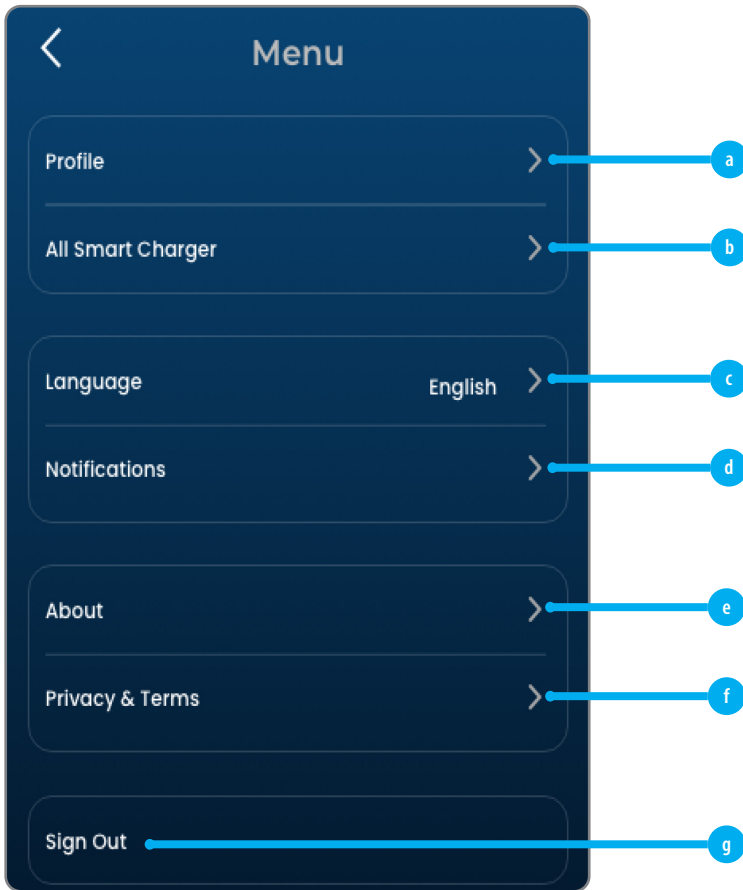 Menu
Profile
a
All Smart Charger
b
Language English
c
Notifications
d
About
e
Privacy & Terms
f
Sign Out
g